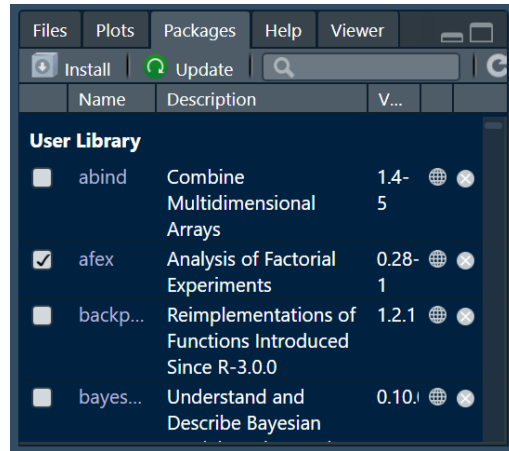 Files Plots Packages Help Viewer
Install Update
Name Description V...
User Library
abind Combine 1.4-
Multidimensional 5
Arrays
afex Analysis of Factorial 0.28-
Experiments 1
backp... Reimplementations of 1.2.1
Functions Introduced
Since R-3.0.0
bayes... Understand and 0.10.
Describe Bayesian